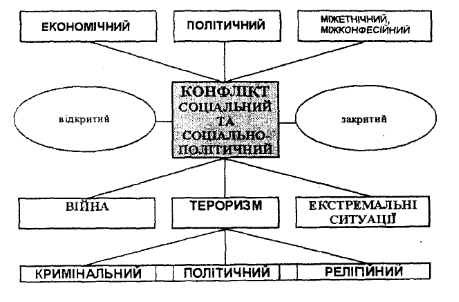 ЕКОНОМІЧНИЙ
ПОЛІТИЧНИЙ
МІЖЕТНІЧНИЙ,
МІЖКОНФЕСІЙНИЙ
КОНФЛІКТ
СОЦІАЛЬНИЙ
ТА
СОЦІАЛЬНО-
ПОЛІТИЧНИЙ
відкритий
закритий
ВІЙНА
ТЕРОРИЗМ
ЕКСТРЕМАЛЬНІ
СИТУАЦІЇ
КРИМІНАЛЬНИЙ
ПОЛІТИЧНИЙ
РЕЛІГІЙНИЙ